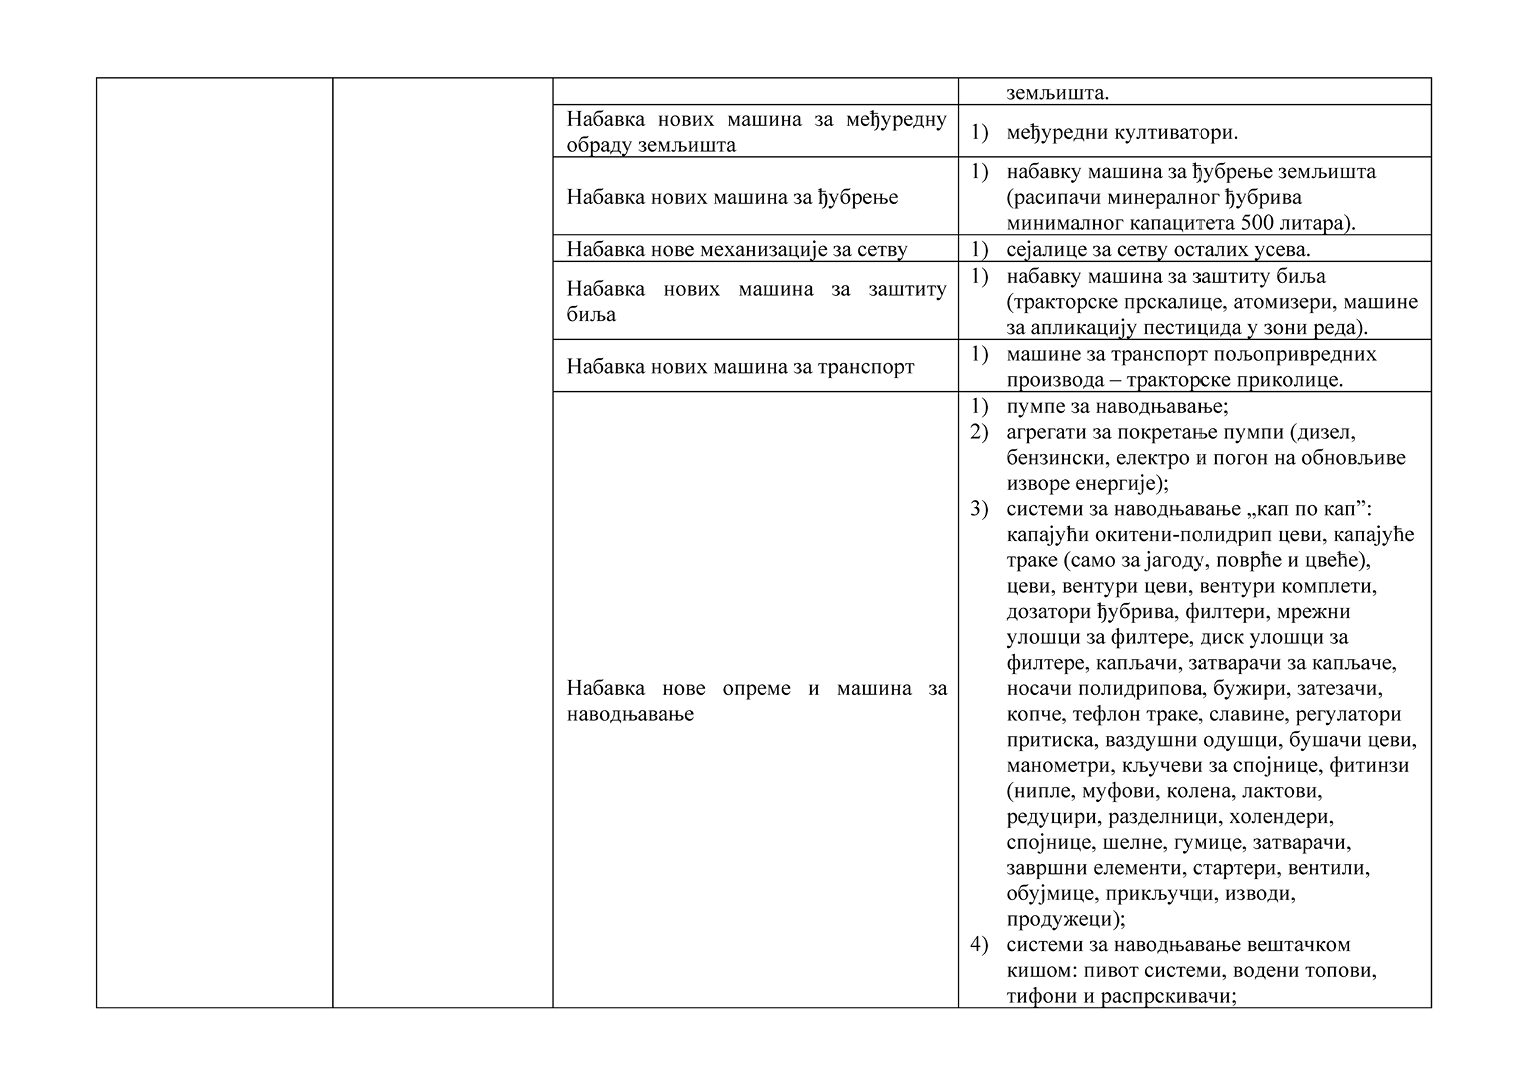 земљишта.
Набавка нових машина за међуредну
обраду земљишта
1) међуредни култиватори.
Набавка нових машина за ђубрење
1) набавку машина за ђубрење земљишта
(расипачи минералног ђубрива
минималног капацитета 500 литара).
Набавка нове механизације за сетву
1) сејалице за сетву осталих усева.
Набавка нових машина за заштиту
биља
1) набавку машина за заштиту биља
(тракторске прскалице, атомизери, машине
за апликацију пестицида у зони реда).
Набавка нових машина за транспорт
1) машине за транспорт пољопривредних
производа – тракторске приколице.
Набавка нове опреме и машина за
наводњавање
1) пумпе за наводњавање;
2) агрегати за покретање пумпи (дизел,
бензински, електро и погон на обновљиве
изворе енергије);
3) системи за наводњавање „кап по кап”:
капајући окитени-полидрип цеви, капајуће
траке (само за јагоду, поврће и цвеће),
цеви, вентури цеви, вентури комплети,
дозатори ђубрива, филтери, мрежни
улошци за филтере, диск улошци за
филтере, капљачи, затварачи за капљаче,
носачи полидрипова, бужири, затезачи,
копче, тефлон траке, славине, регулатори
притиска, ваздушни одушци, бушачи цеви,
манометри, кључеви за спојнице, фитинзи
(нипле, муфови, колена, лактови,
редуцири, разделници, холендери,
спојнице, шелне, гумице, затварачи,
завршни елементи, стартери, вентили,
обујмице, прикључци, изводи,
продужеци);
4) системи за наводњавање вештачком
кишом: пивот системи, водени топови,
тифони и распрскивачи;